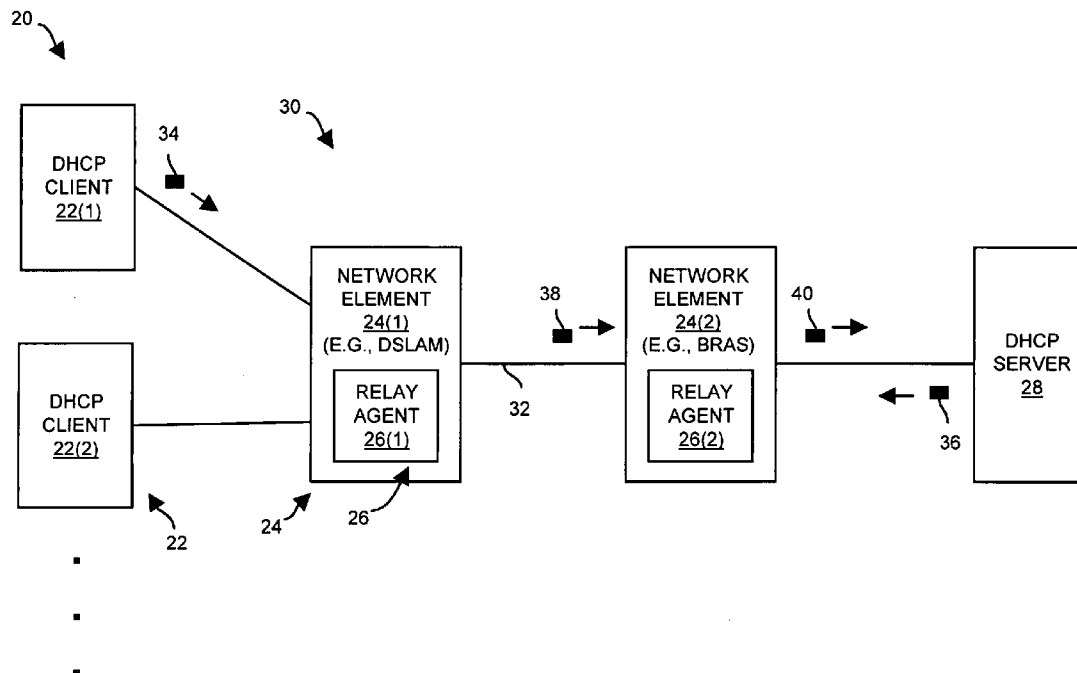 20
30
34
DHCP
CLIENT
22(1)
NETWORK
ELEMENT
24(1)
(E.G., DSLAM)
RELAY
AGENT
26(1)
38
32
NETWORK
ELEMENT
24(2)
(E.G., BRAS)
RELAY
AGENT
26(2)
40
36
DHCP
SERVER
28
DHCP
CLIENT
22(2)
22
24
26